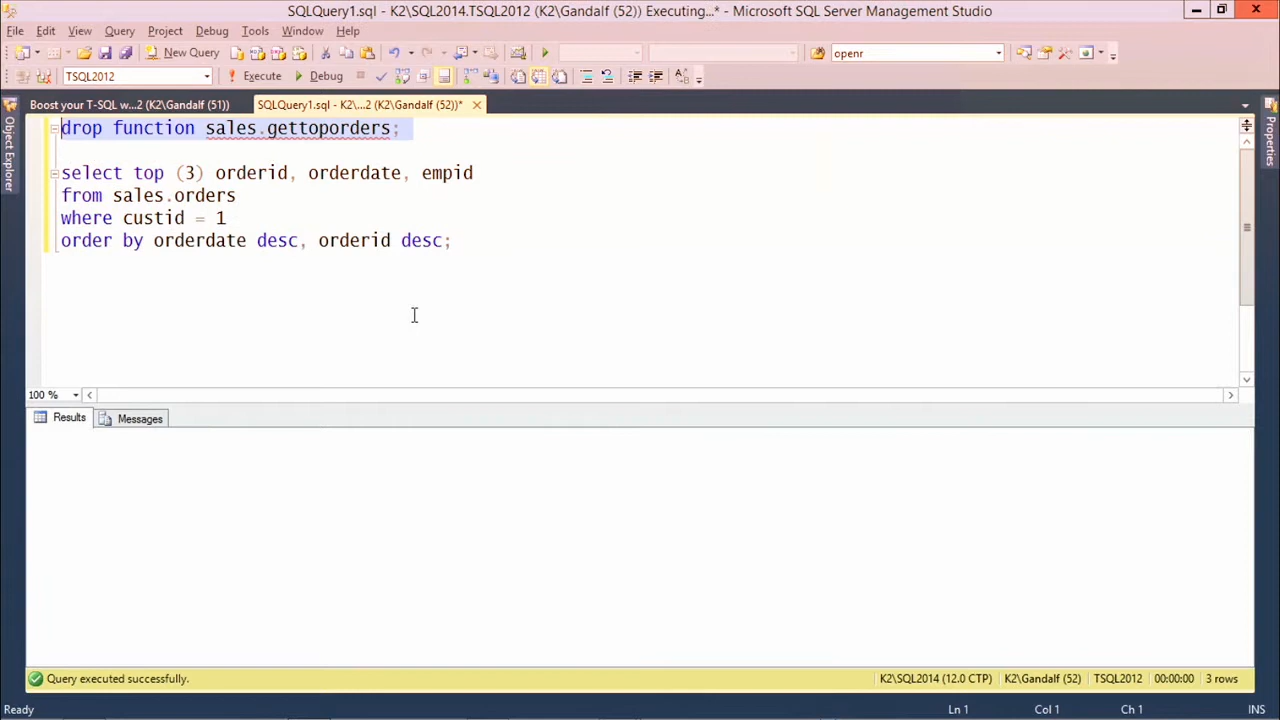 SQLQuery1.sql - K2\SQL2014.TSQL2012 (K2\Gandalf (52)) Executing...* - Microsoft SQL Server Management Studio
File Edit View Query Project Debug Tools Window Help
New Query
openr
TSQL2012
Execute
Debug
Boost your T-SQL w...2 (K2\Gandalf (51))
SQLQuery1.sql - K2\...2 (K2\Gandalf (52))*
Object Explorer
Properties
drop function sales.gettoporders;
select top (3) orderid, orderdate, empid
from sales.orders
where custid = 1
order by orderdate desc, orderid desc;
100 %
Results
Messages
Query executed successfully.
K2\SQL2014 (12.0 CTP)
K2\Gandalf (52)
TSQL2012
00:00:00
3 rows
Ready
Ln 1
Col 1
Ch 1
INS